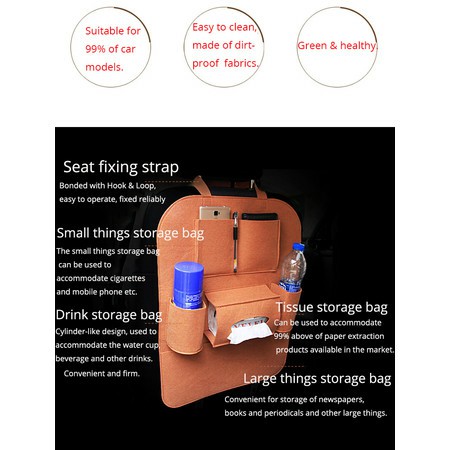 Suitable for
99% of car
models.
Easy to clean,
made of dirt-
proof fabrics.
Green & healthy.
Seat fixing strap
Bonded with Hook & Loop,
easy to operate, fixed reliably
Small things storage bag
The small things storage bag
can be used to
accommodate cigarettes
and mobile phone etc.
Drink storage bag
Cylinder-like design, used to
accommodate the water cup,
beverage and other drinks.
Convenient and firm.
Tissue storage bag
Can be used to accommodate
99% above of paper extraction
products available in the market.
Large things storage bag
Convenient for storage of newspapers,
books and periodicals and other large things.